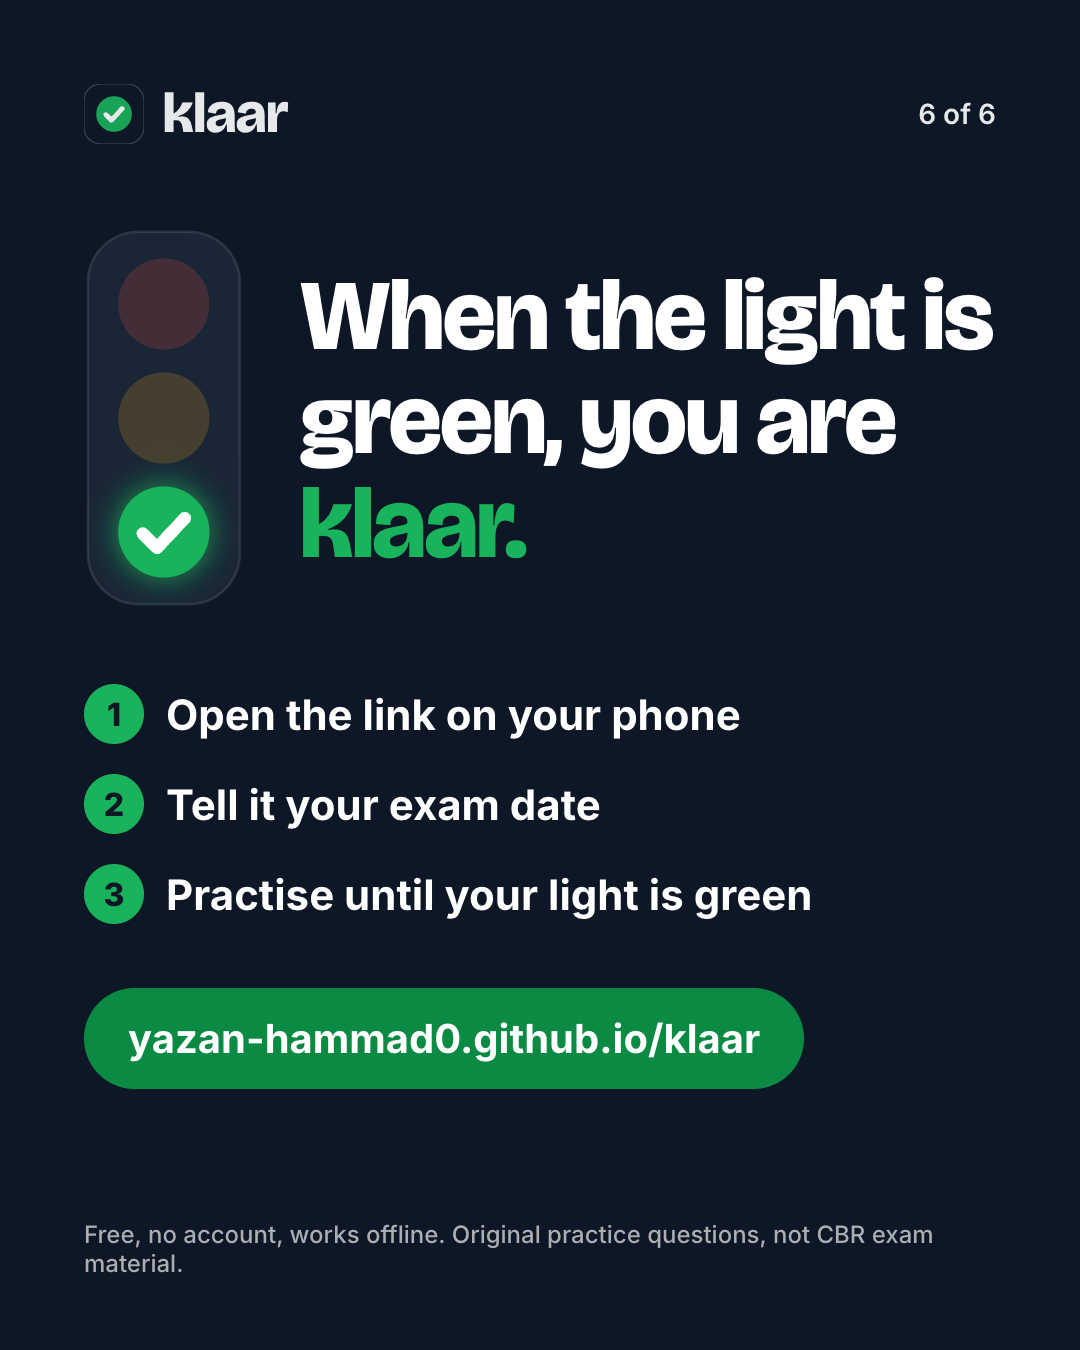 klaar
6 of 6
When the light is
green, you are
klaar.
1 Open the link on your phone
2 Tell it your exam date
3 Practise until your light is green
yazan-hammad0.github.io/klaar
Free, no account, works offline. Original practice questions, not CBR exam
material.